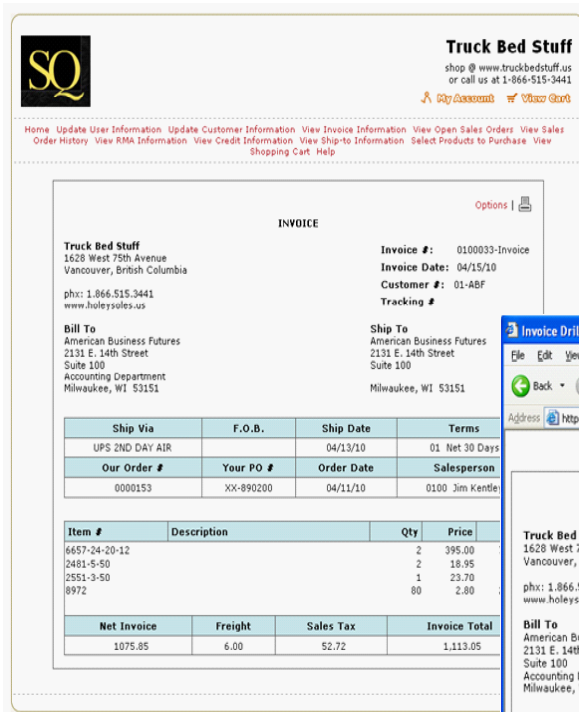 SQ
Truck Bed Stuff
shop @ www.truckbedstuff.us
or call us at 1-866-515-3441
My Account View Cart
Home Update User Information Update Customer Information View Invoice Information View Open Sales Orders View Sales
Order History View RMA Information View Credit Information View Ship-to Information Select Products to Purchase View
Shopping Cart Help
Options |
INVOICE
Truck Bed Stuff
1628 West 75th Avenue
Vancouver, British Columbia
phx: 1.866.515.3441
www.holeysoles.us
Invoice #: 0100033-Invoice
Invoice Date: 04/15/10
Customer #: 01-ABF
Tracking #
Bill To
American Business Futures
2131 E. 14th Street
Suite 100
Accounting Department
Milwaukee, WI 53151
Ship To
American Business Futures
2131 E. 14th Street
Suite 100
Milwaukee, WI 53151
Ship Via F.O.B. Ship Date Terms
UPS 2ND DAY AIR 04/13/10 01 Net 30 Days
Our Order # Your PO # Order Date Salesperson
0000153 XX-890200 04/11/10 0100 Jim Kentley
Item # Description Qty Price
6657-24-20-12 2 395.00
2481-5-50 2 18.95
2551-3-50 1 23.70
8972 80 2.80
Net Invoice Freight Sales Tax Invoice Total
1075.85 6.00 52.72 1,113.05
Invoice Dril
File Edit Vie
Back
Address http
Truck Bed
1628 West 7
Vancouver,
phx: 1.866.5
www.holeys
Bill To
American Bu
2131 E. 14th
Suite 100
Accounting
Milwaukee,